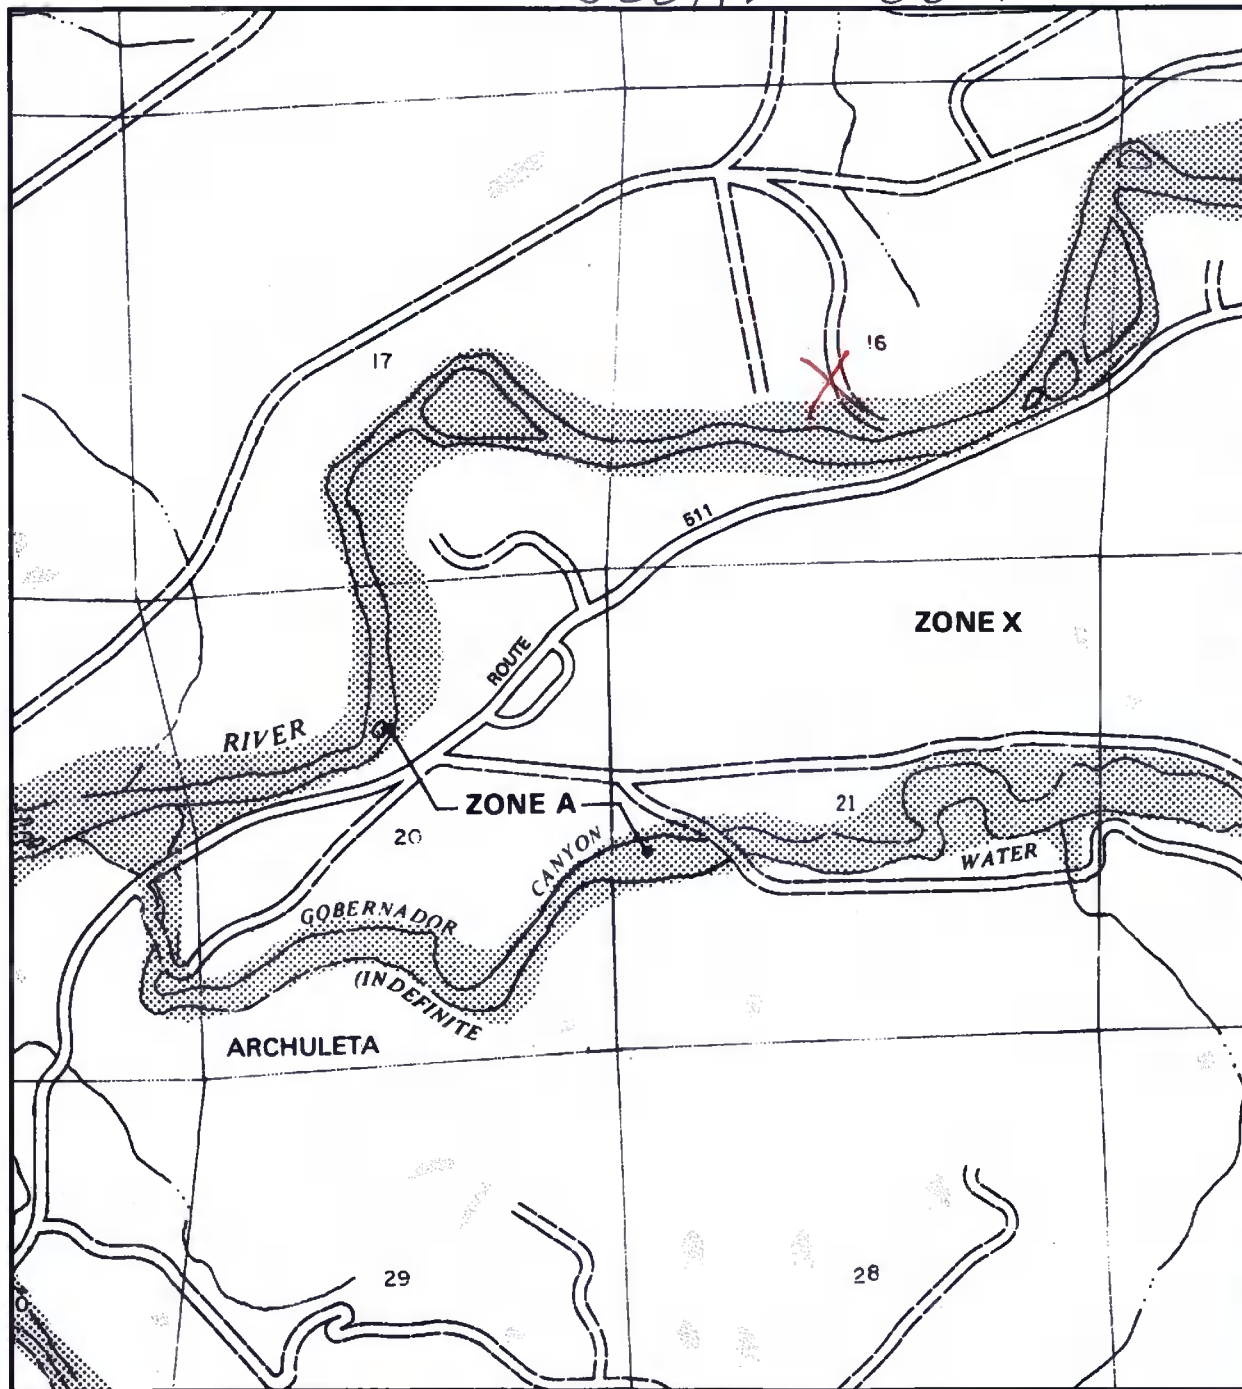 17
16
511
ZONE X
ROUTE
RIVER
ZONE A
21
20
CANYON
WATER
GOBERNADOR
(INDEFINITE
ARCHULETA
29
28